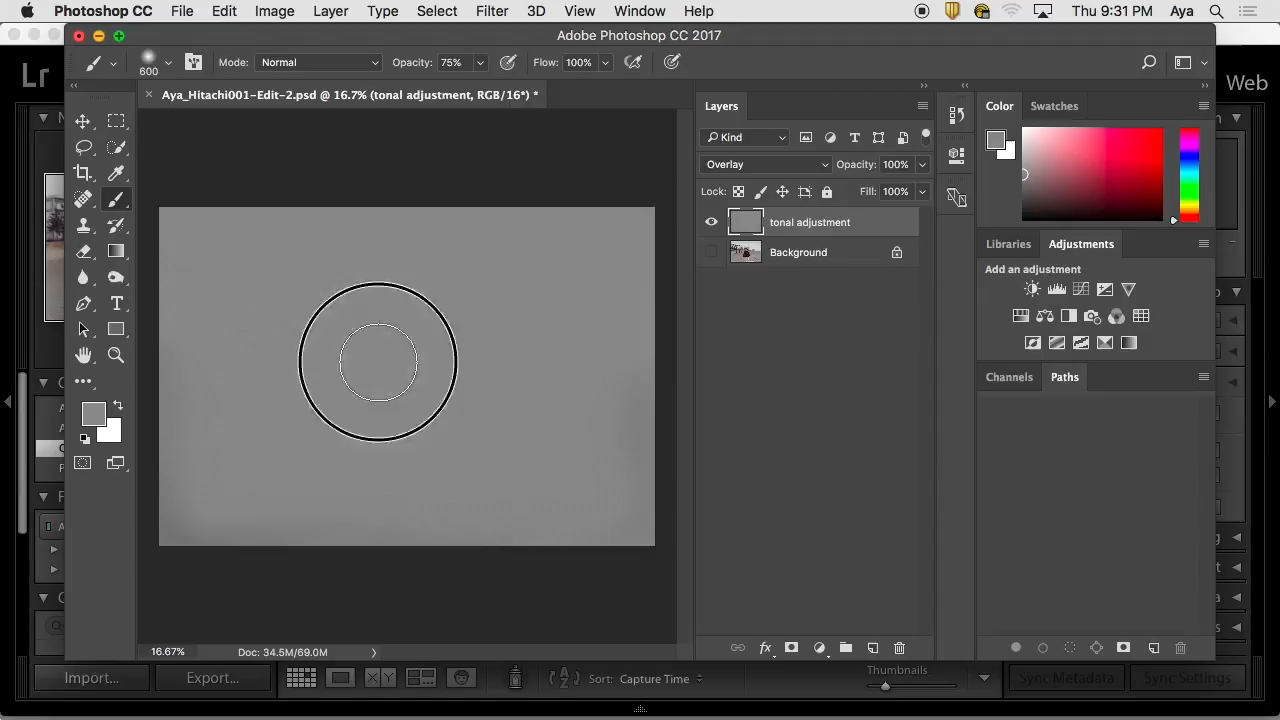 Photoshop CC File Edit Image Layer Type Select Filter 3D View Window Help Thu 9:31 PM Aya
Adobe Photoshop CC 2017
600 Mode: Normal Opacity: 75% Flow: 100%
Lr
Web
Aya_Hitachi001-Edit-2.psd @ 16.7% (tonal adjustment, RGB/16*) *
Layers
Kind
Overlay Opacity: 100%
Lock: Fill: 100%
tonal adjustment
Background
Color Swatches
Libraries Adjustments
Add an adjustment
Channels Paths
16.67% Doc: 34.5M/69.0M
Import... Export... Sort: Capture Time Thumbnails Sync Metadata Sync Settings